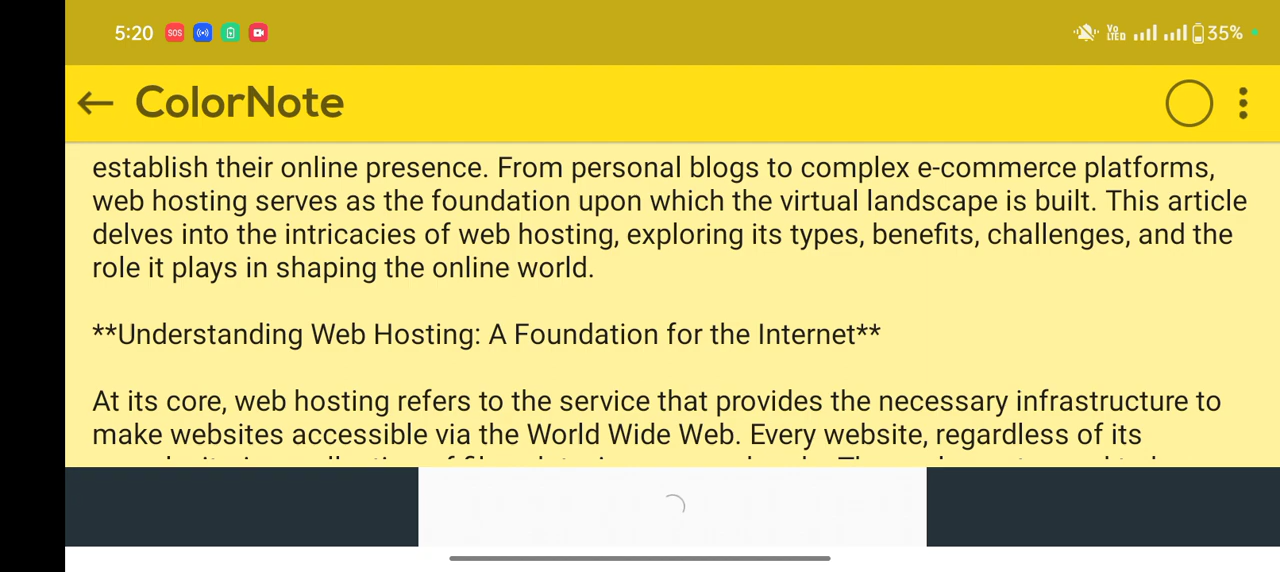 5:20 SOS Vo LTED 35%
ColorNote
establish their online presence. From personal blogs to complex e-commerce platforms,
web hosting serves as the foundation upon which the virtual landscape is built. This article
delves into the intricacies of web hosting, exploring its types, benefits, challenges, and the
role it plays in shaping the online world.
**Understanding Web Hosting: A Foundation for the Internet**
At its core, web hosting refers to the service that provides the necessary infrastructure to
make websites accessible via the World Wide Web. Every website, regardless of its